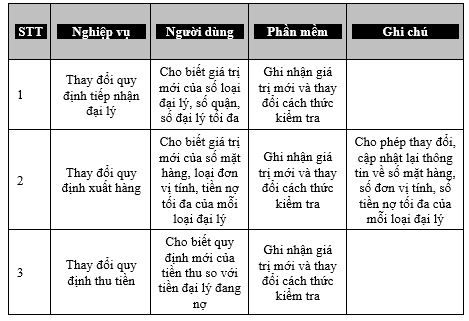 STT
Nghiệp vụ
Người dùng
Phần mềm
Ghi chú
1
Thay đổi quy
định tiếp nhận
đại lý
Cho biết giá trị
mới của số loại
đại lý, số quận,
số đại lý tối đa
Ghi nhận giá
trị mới và thay
đổi cách thức
kiểm tra
2
Thay đổi quy
định xuất hàng
Cho biết giá trị
mới của số mặt
hàng, loại đơn
vị tính, tiền nợ
tối đa của mỗi
loại đại lý
Ghi nhận giá
trị mới và thay
đổi cách thức
kiểm tra
Cho phép thay đổi,
cập nhật lại thông
tin về số mặt hàng,
số đơn vị tính, số
tiền nợ tối đa của
mỗi loại đại lý
3
Thay đổi quy
định thu tiền
Cho biết quy
định mới của
tiền thu so với
tiền đại lý đang
nợ
Ghi nhận giá
trị mới và thay
đổi cách thức
kiểm tra